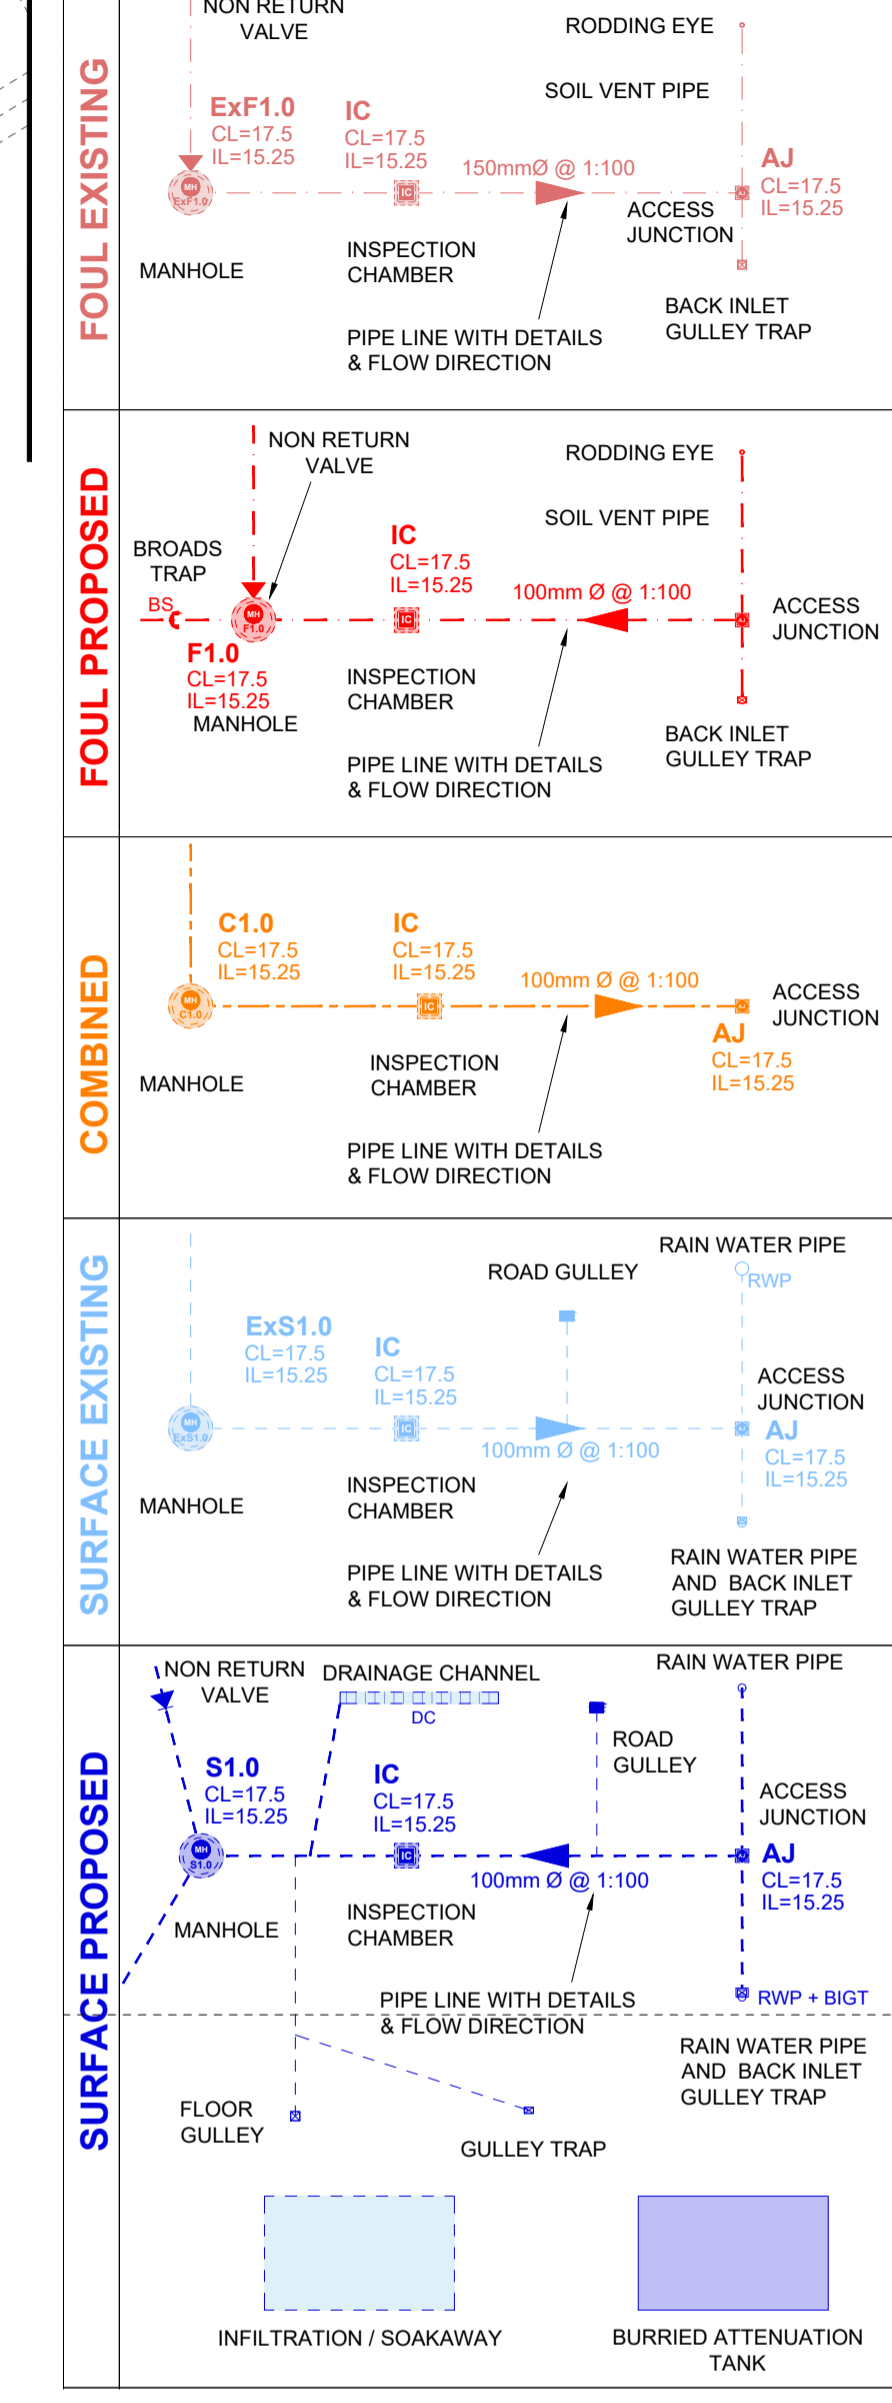 FOUL EXISTING
NON RETURN
VALVE
RODDING EYE
SOIL VENT PIPE
ExF1.0
CL=17.5
IL=15.25
IC
CL=17.5
IL=15.25
150mmØ @ 1:100
AJ
CL=17.5
IL=15.25
MH
ExF1.0
IC
AJ
ACCESS
JUNCTION
MANHOLE
INSPECTION
CHAMBER
BACK INLET
GULLEY TRAP
PIPE LINE WITH DETAILS
& FLOW DIRECTION
FOUL PROPOSED
NON RETURN
VALVE
RODDING EYE
SOIL VENT PIPE
BROADS
TRAP
BS
IC
CL=17.5
IL=15.25
100mm Ø @ 1:100
ACCESS
JUNCTION
MH
F1.0
IC
AJ
F1.0
CL=17.5
IL=15.25
MANHOLE
INSPECTION
CHAMBER
BACK INLET
GULLEY TRAP
PIPE LINE WITH DETAILS
& FLOW DIRECTION
COMBINED
C1.0
CL=17.5
IL=15.25
IC
CL=17.5
IL=15.25
100mm Ø @ 1:100
ACCESS
JUNCTION
MH
C1.0
IC
AJ
AJ
CL=17.5
IL=15.25
MANHOLE
INSPECTION
CHAMBER
PIPE LINE WITH DETAILS
& FLOW DIRECTION
SURFACE EXISTING
RAIN WATER PIPE
ROAD GULLEY
RWP
ExS1.0
CL=17.5
IL=15.25
IC
CL=17.5
IL=15.25
ACCESS
JUNCTION
MH
ExS1.0
IC
AJ
AJ
CL=17.5
IL=15.25
100mm Ø @ 1:100
MANHOLE
INSPECTION
CHAMBER
PIPE LINE WITH DETAILS
& FLOW DIRECTION
RAIN WATER PIPE
AND BACK INLET
GULLEY TRAP
SURFACE PROPOSED
NON RETURN
VALVE
DRAINAGE CHANNEL
DC
RAIN WATER PIPE
ROAD
GULLEY
S1.0
CL=17.5
IL=15.25
IC
CL=17.5
IL=15.25
ACCESS
JUNCTION
MH
S1.0
IC
AJ
AJ
CL=17.5
IL=15.25
100mm Ø @ 1:100
MANHOLE
INSPECTION
CHAMBER
PIPE LINE WITH DETAILS
& FLOW DIRECTION
RWP + BIGT
RAIN WATER PIPE
AND BACK INLET
GULLEY TRAP
FLOOR
GULLEY
GULLEY TRAP
INFILTRATION / SOAKAWAY
BURRIED ATTENUATION
TANK